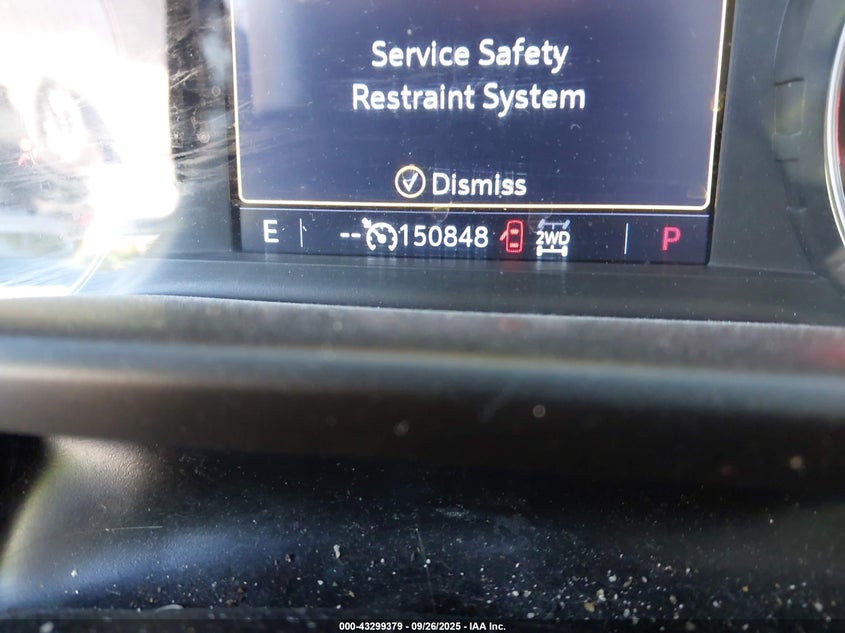 Service Safety
Restraint System
Dismiss
E -- 150848 2WD P
000-43299379 - 09/26/2025 - IAA Inc.